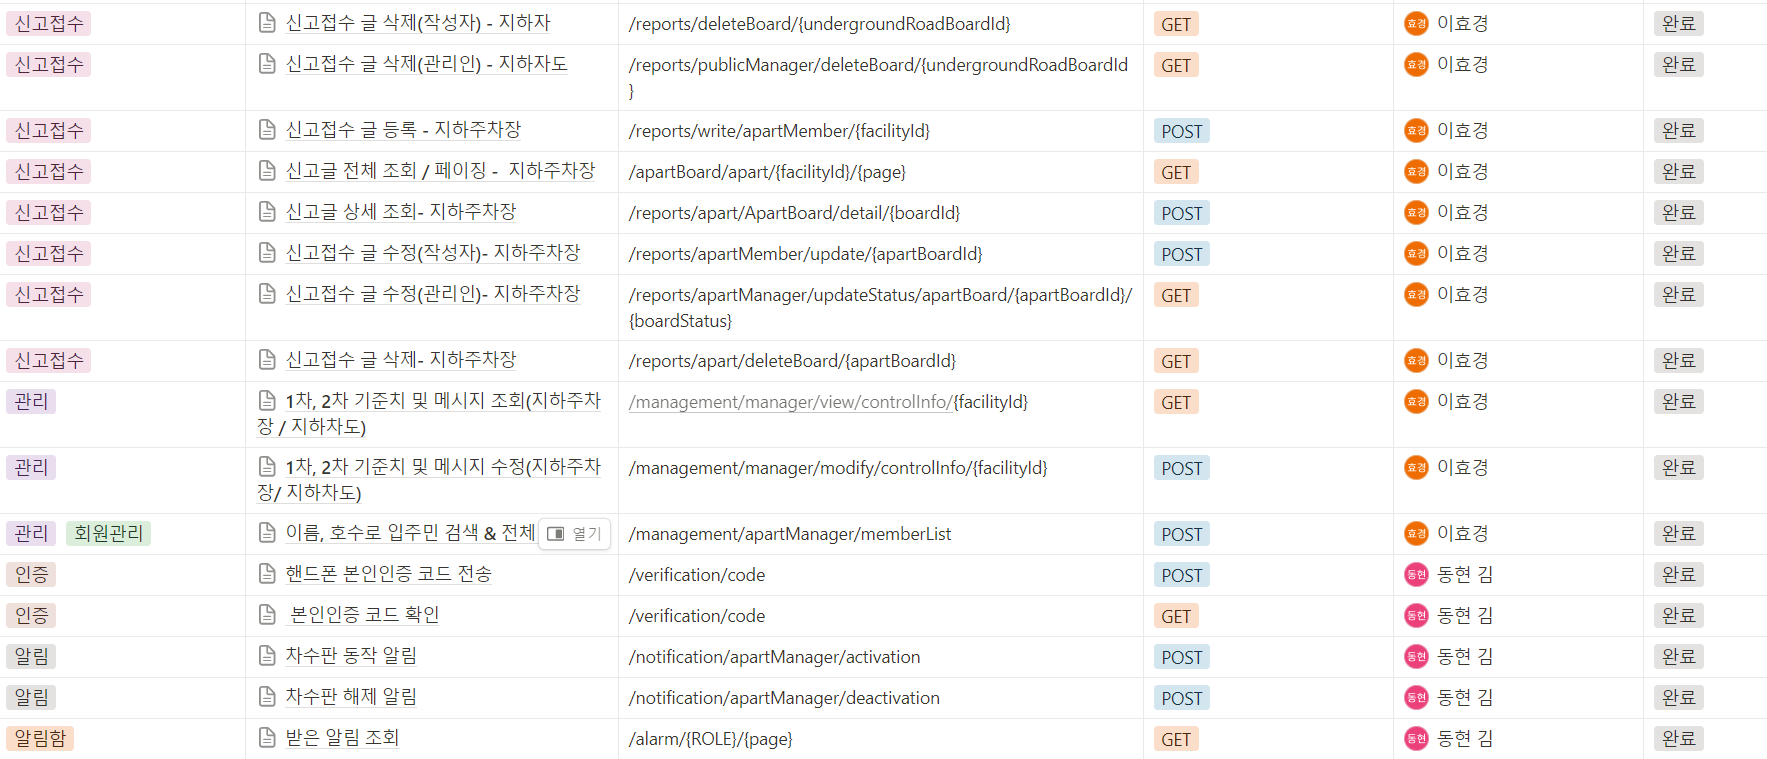 신고접수 신고접수 글 삭제(작성자) - 지하자 /reports/deleteBoard/{undergroundRoadBoardId} GET 효경 이효경 완료
신고접수 신고접수 글 삭제(관리인) - 지하자도 /reports/publicManager/deleteBoard/{undergroundRoadBoardId GET 효경 이효경 완료
}
신고접수 신고접수 글 등록 - 지하주차장 /reports/write/apartMember/{facilityId} POST 효경 이효경 완료
신고접수 신고글 전체 조회 / 페이징 - 지하주차장 /apartBoard/apart/{facilityId}/{page} GET 효경 이효경 완료
신고접수 신고글 상세 조회- 지하주차장 /reports/apart/ApartBoard/detail/{boardId} POST 효경 이효경 완료
신고접수 신고접수 글 수정(작성자)- 지하주차장 /reports/apartMember/update/{apartBoardId} POST 효경 이효경 완료
신고접수 신고접수 글 수정(관리인)- 지하주차장 /reports/apartManager/updateStatus/apartBoard/{apartBoardId}/ GET 효경 이효경 완료
{boardStatus}
신고접수 신고접수 글 삭제- 지하주차장 /reports/apart/deleteBoard/{apartBoardId} GET 효경 이효경 완료
관리 1차, 2차 기준치 및 메시지 조회(지하주차 /management/manager/view/controlInfo/{facilityId} GET 효경 이효경 완료
장 / 지하차도)
관리 1차, 2차 기준치 및 메시지 수정(지하주차 /management/manager/modify/controlInfo/{facilityId} POST 효경 이효경 완료
장/ 지하차도)
관리 회원관리 이름, 호수로 입주민 검색 & 전체 열기 /management/apartManager/memberList POST 효경 이효경 완료
인증 핸드폰 본인인증 코드 전송 /verification/code POST 동현 동현 김 완료
인증 본인인증 코드 확인 /verification/code GET 동현 동현 김 완료
알림 차수판 동작 알림 /notification/apartManager/activation POST 동현 동현 김 완료
알림 차수판 해제 알림 /notification/apartManager/deactivation POST 동현 동현 김 완료
알림함 받은 알림 조회 /alarm/{ROLE}/{page} GET 동현 동현 김 완료